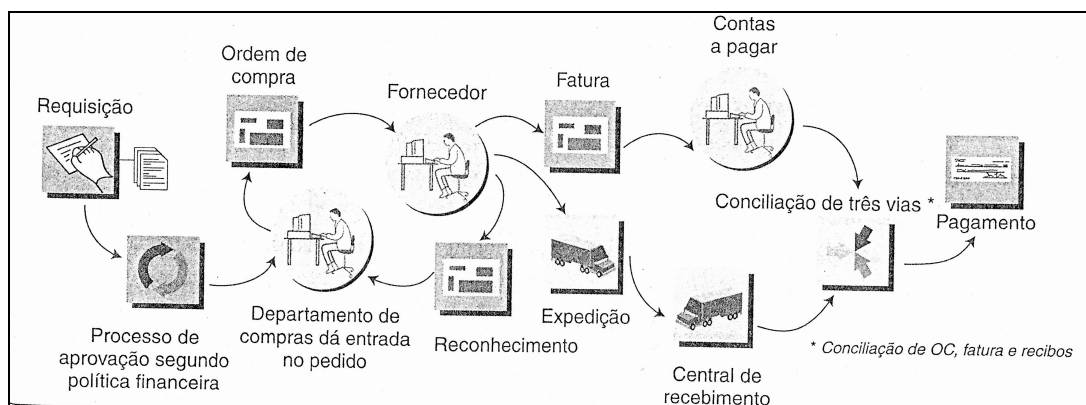 Requisição
Processo de
aprovação segundo
política financeira
Ordem de
compra
Departamento de
compras dá entrada
no pedido
Fornecedor
Reconhecimento
Fatura
Expedição
Central de
recebimento
Contas
a pagar
Conciliação de três vias *
Pagamento
* Conciliação de OC, fatura e recibos